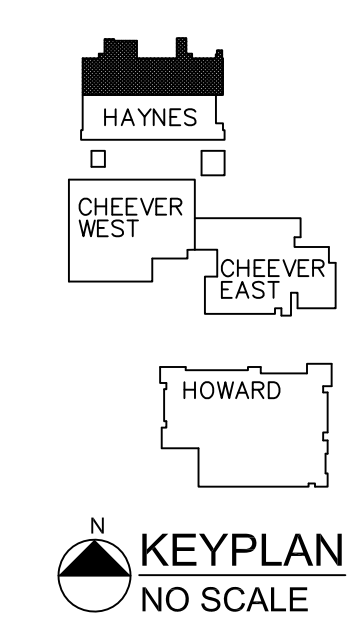 HAYNES
CHEEVER
WEST
CHEEVER
EAST
HOWARD
N
KEYPLAN
NO SCALE